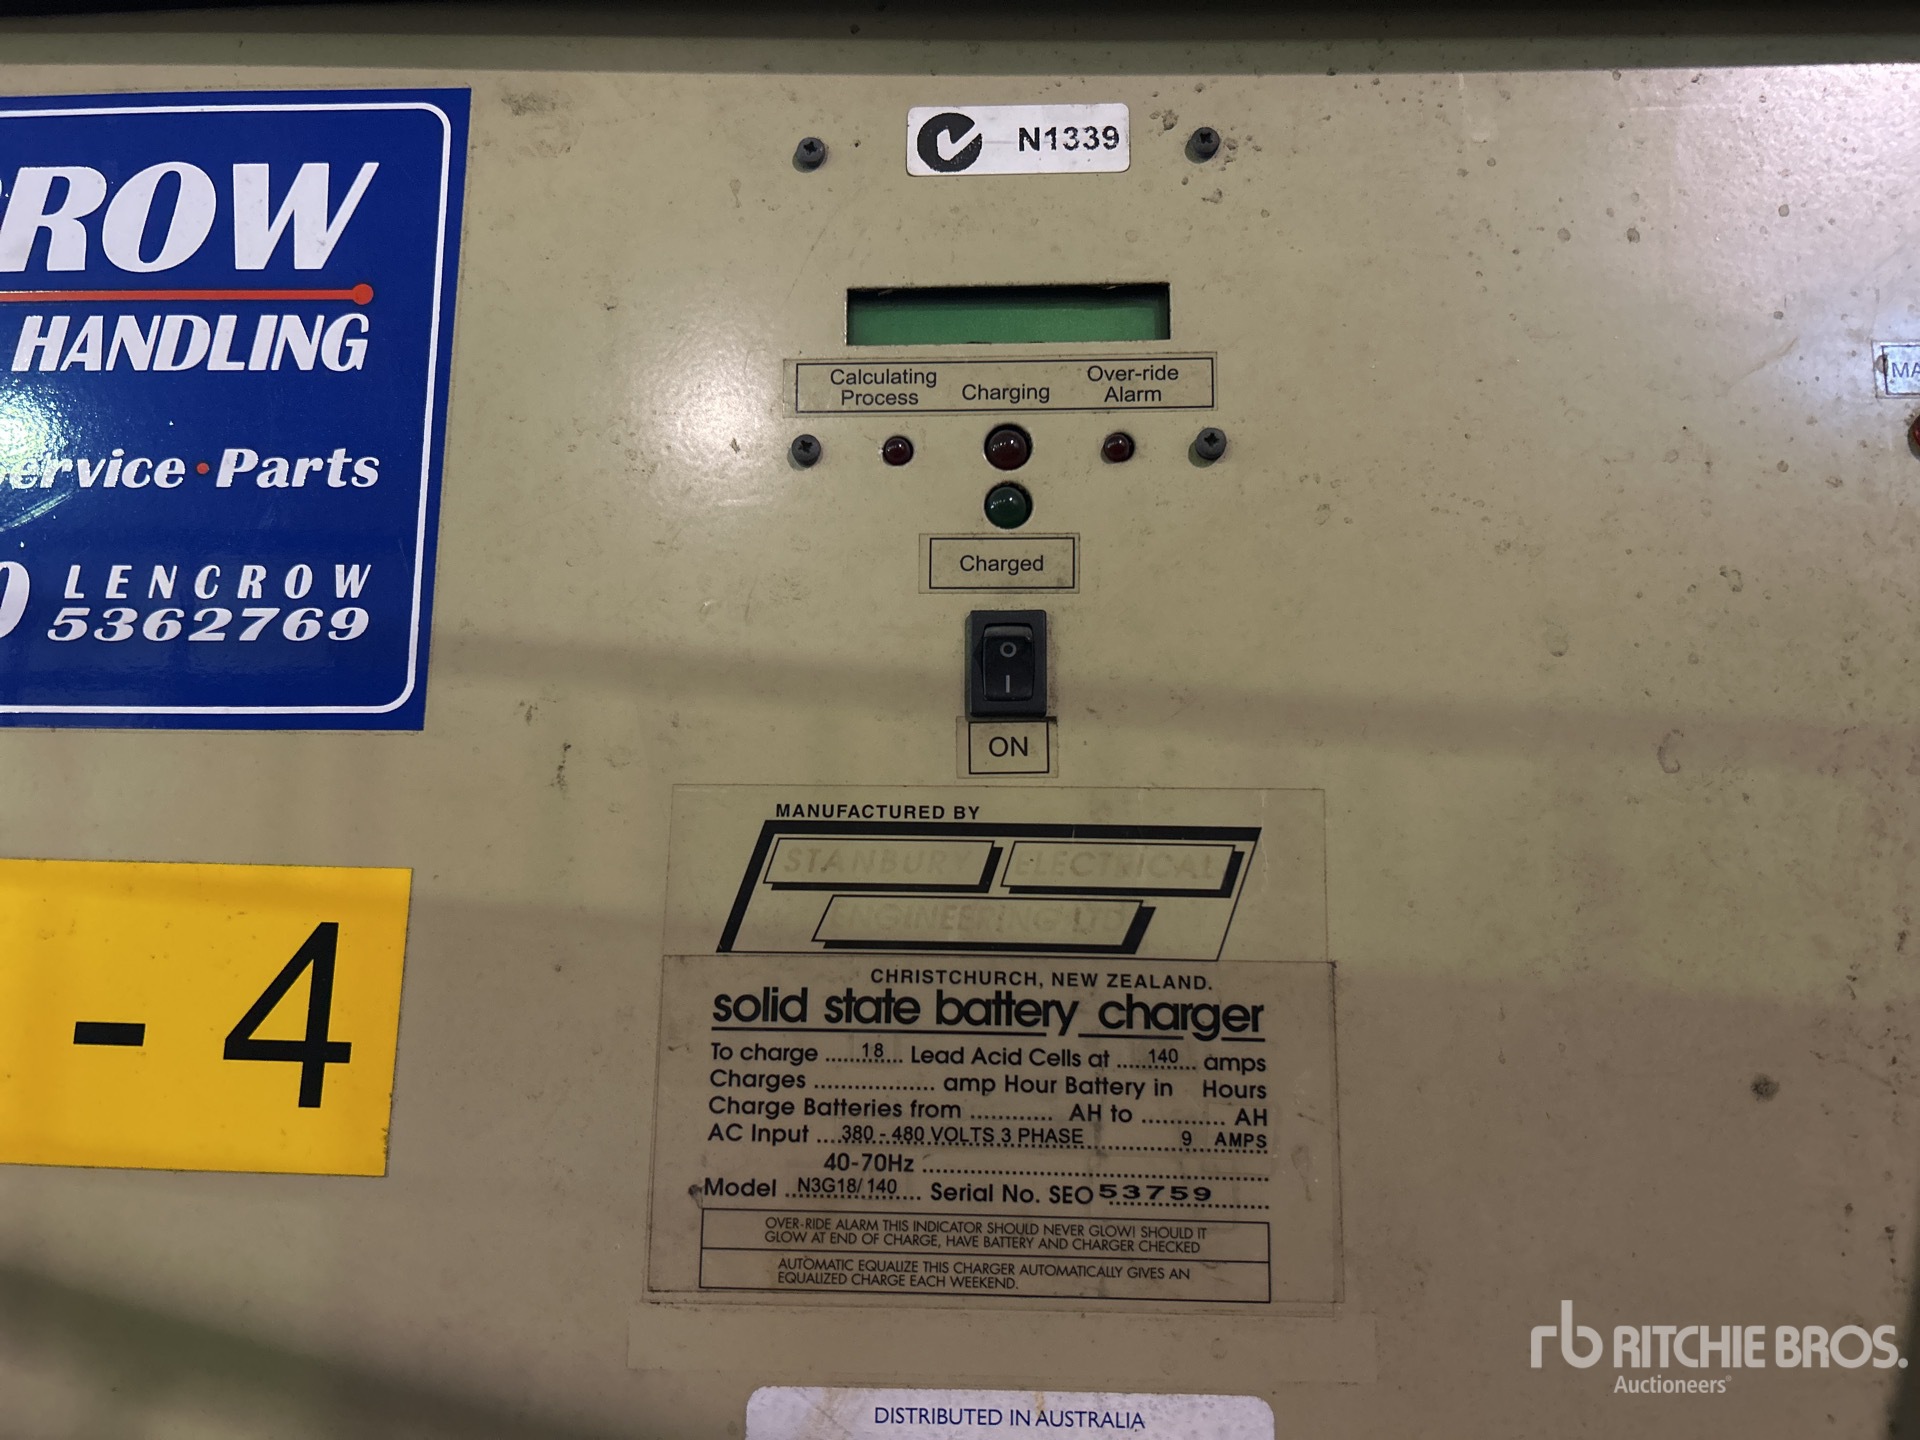 N1339
ROW
HANDLING
ervice • Parts
0 LENCROW
5362769
- 4
Calculating Process
Charging
Over-ride Alarm
MA
Charged
O
I
ON
MANUFACTURED BY
STANBURY ELECTRICAL
ENGINEERING LTD
CHRISTCHURCH, NEW ZEALAND.
solid state battery charger
To charge ......18... Lead Acid Cells at .....140.... amps
Charges .................. amp Hour Battery in Hours
Charge Batteries from ............ AH to ............ AH
AC Input ....380 - 480 VOLTS 3 PHASE............... 9 AMPS
40-70Hz ..................................................
Model ..N3G18/140.... Serial No. SEO 53759
OVER-RIDE ALARM THIS INDICATOR SHOULD NEVER GLOW! SHOULD IT
GLOW AT END OF CHARGE, HAVE BATTERY AND CHARGER CHECKED
AUTOMATIC EQUALIZE THIS CHARGER AUTOMATICALLY GIVES AN
EQUALIZED CHARGE EACH WEEKEND.
DISTRIBUTED IN AUSTRALIA
rb RITCHIE BROS.
Auctioneers